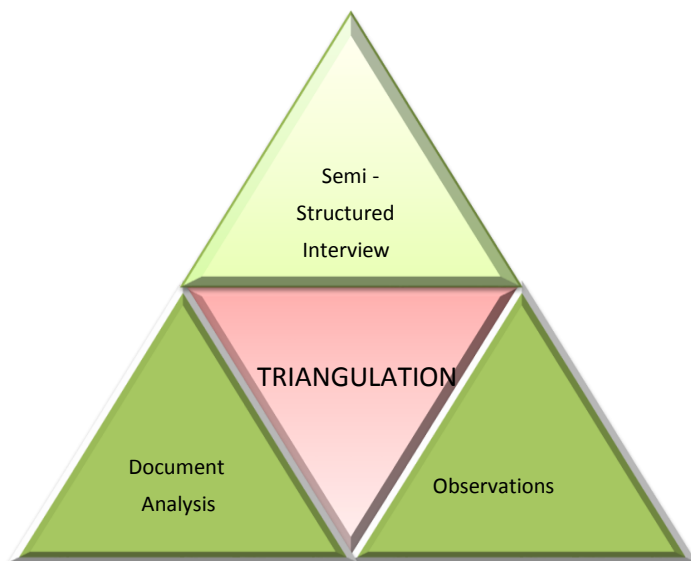 Semi -
Structured
Interview
TRIANGULATION
Document
Analysis
Observations